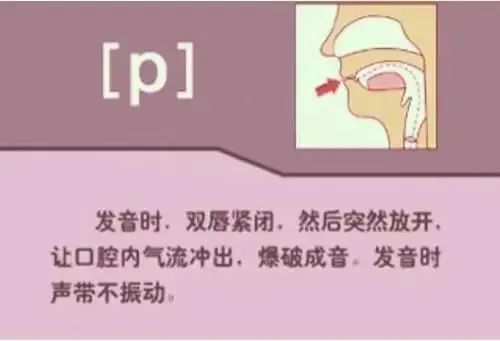 [p]
发音时，双唇紧闭，然后突然放开，
让口腔内气流冲出，爆破成音。发音时
声带不振动。